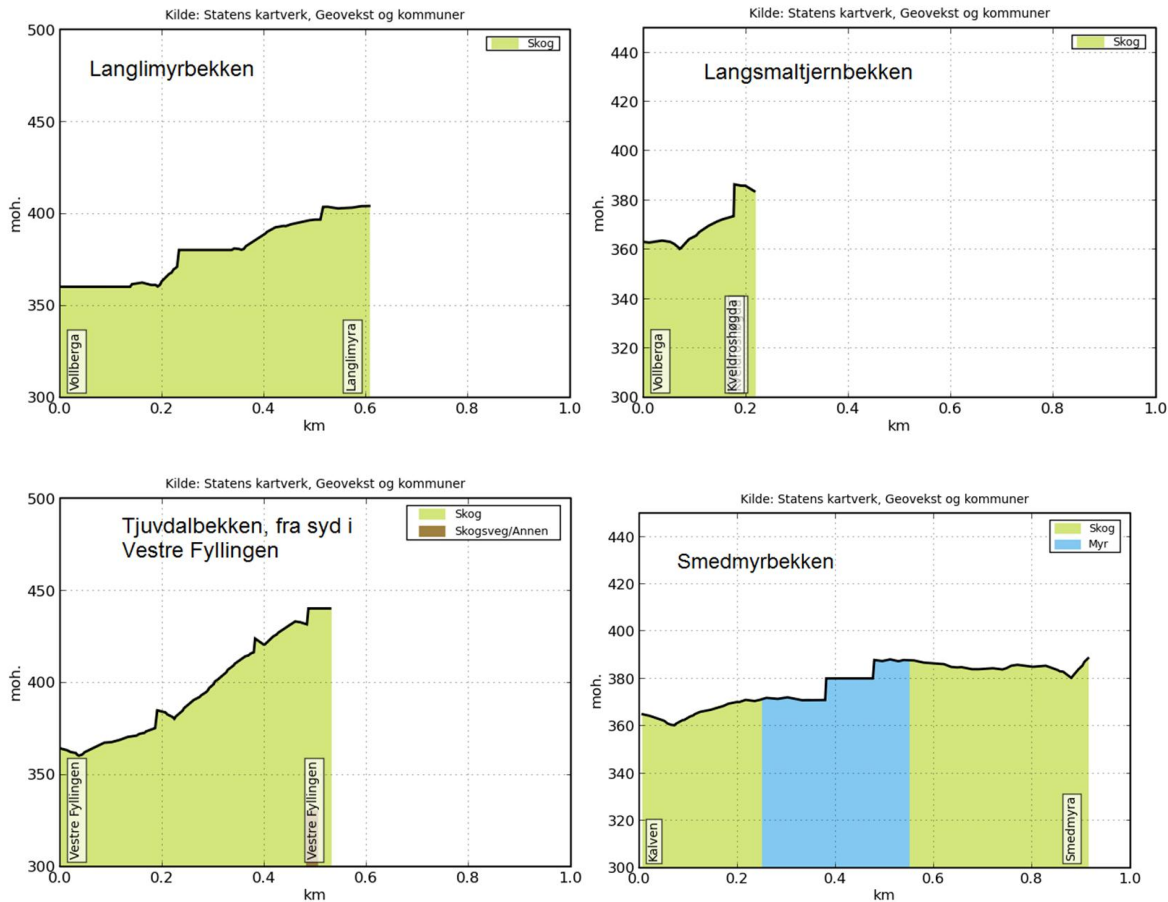 Kilde: Statens kartverk, Geovekst og kommuner
500
450
400
350
300
moh.
Langlimyrbekken
Skog
Vollberga
Langlimyra
0.0 0.2 0.4 0.6 0.8 1.0
km
Kilde: Statens kartverk, Geovekst og kommuner
440
420
400
380
360
340
320
300
moh.
Langsmaltjernbekken
Skog
Vollberga
Kveldroshøgda
0.0 0.2 0.4 0.6 0.8 1.0
km
Kilde: Statens kartverk, Geovekst og kommuner
500
450
400
350
300
moh.
Tjuvdalbekken, fra syd i
Vestre Fyllingen
Skog
Skogsveg/Annen
Vestre Fyllingen
Vestre Fyllingen
0.0 0.2 0.4 0.6 0.8 1.0
km
Kilde: Statens kartverk, Geovekst og kommuner
440
420
400
380
360
340
320
300
moh.
Smedmyrbekken
Skog
Myr
Kalven
Smedmyra
0.0 0.2 0.4 0.6 0.8 1.0
km